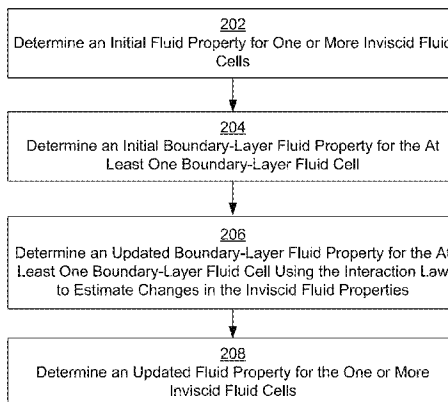 202
Determine an Initial Fluid Property for One or More Inviscid Fluid
Cells
204
Determine an Initial Boundary-Layer Fluid Property for the At
Least One Boundary-Layer Fluid Cell
206
Determine an Updated Boundary-Layer Fluid Property for the At
Least One Boundary-Layer Fluid Cell Using the Interaction Law
to Estimate Changes in the Inviscid Fluid Properties
208
Determine an Updated Fluid Property for the One or More
Inviscid Fluid Cells